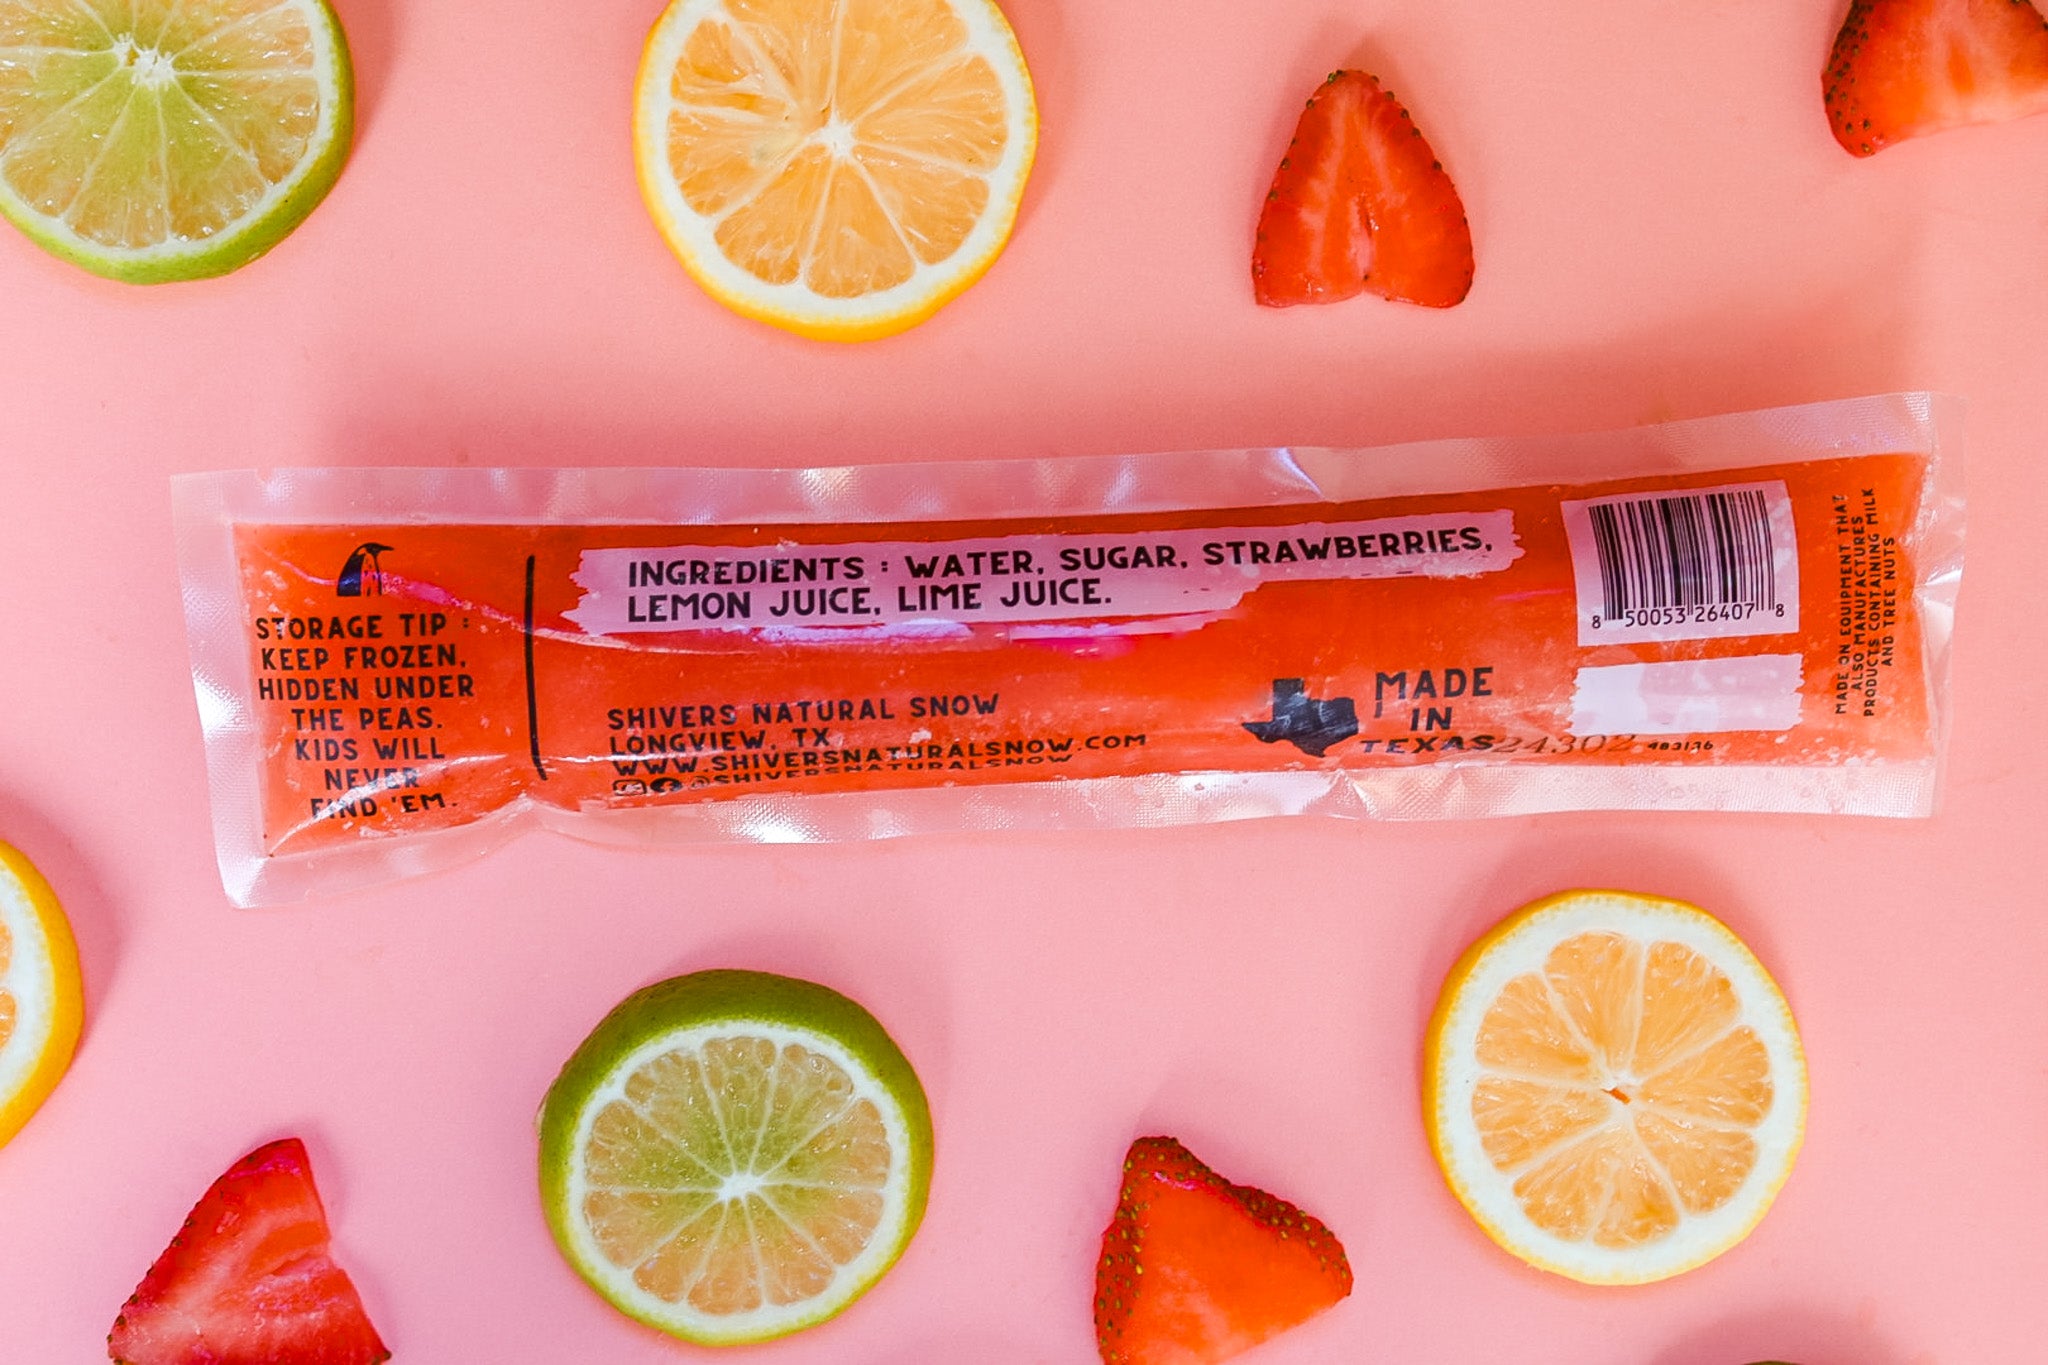 STORAGE TIP :
KEEP FROZEN,
HIDDEN UNDER
THE PEAS.
KIDS WILL
NEVER
FIND 'EM.
INGREDIENTS : WATER, SUGAR, STRAWBERRIES,
LEMON JUICE, LIME JUICE.
SHIVERS NATURAL SNOW
LONGVIEW, TX
WWW.SHIVERSNATURALSNOW.COM
@SHIVERSNATURALSNOW
MADE
IN
TEXAS
24302
483136
8 50053 26407 8
MADE ON EQUIPMENT THAT
ALSO MANUFACTURES
PRODUCTS CONTAINING MILK
AND TREE NUTS